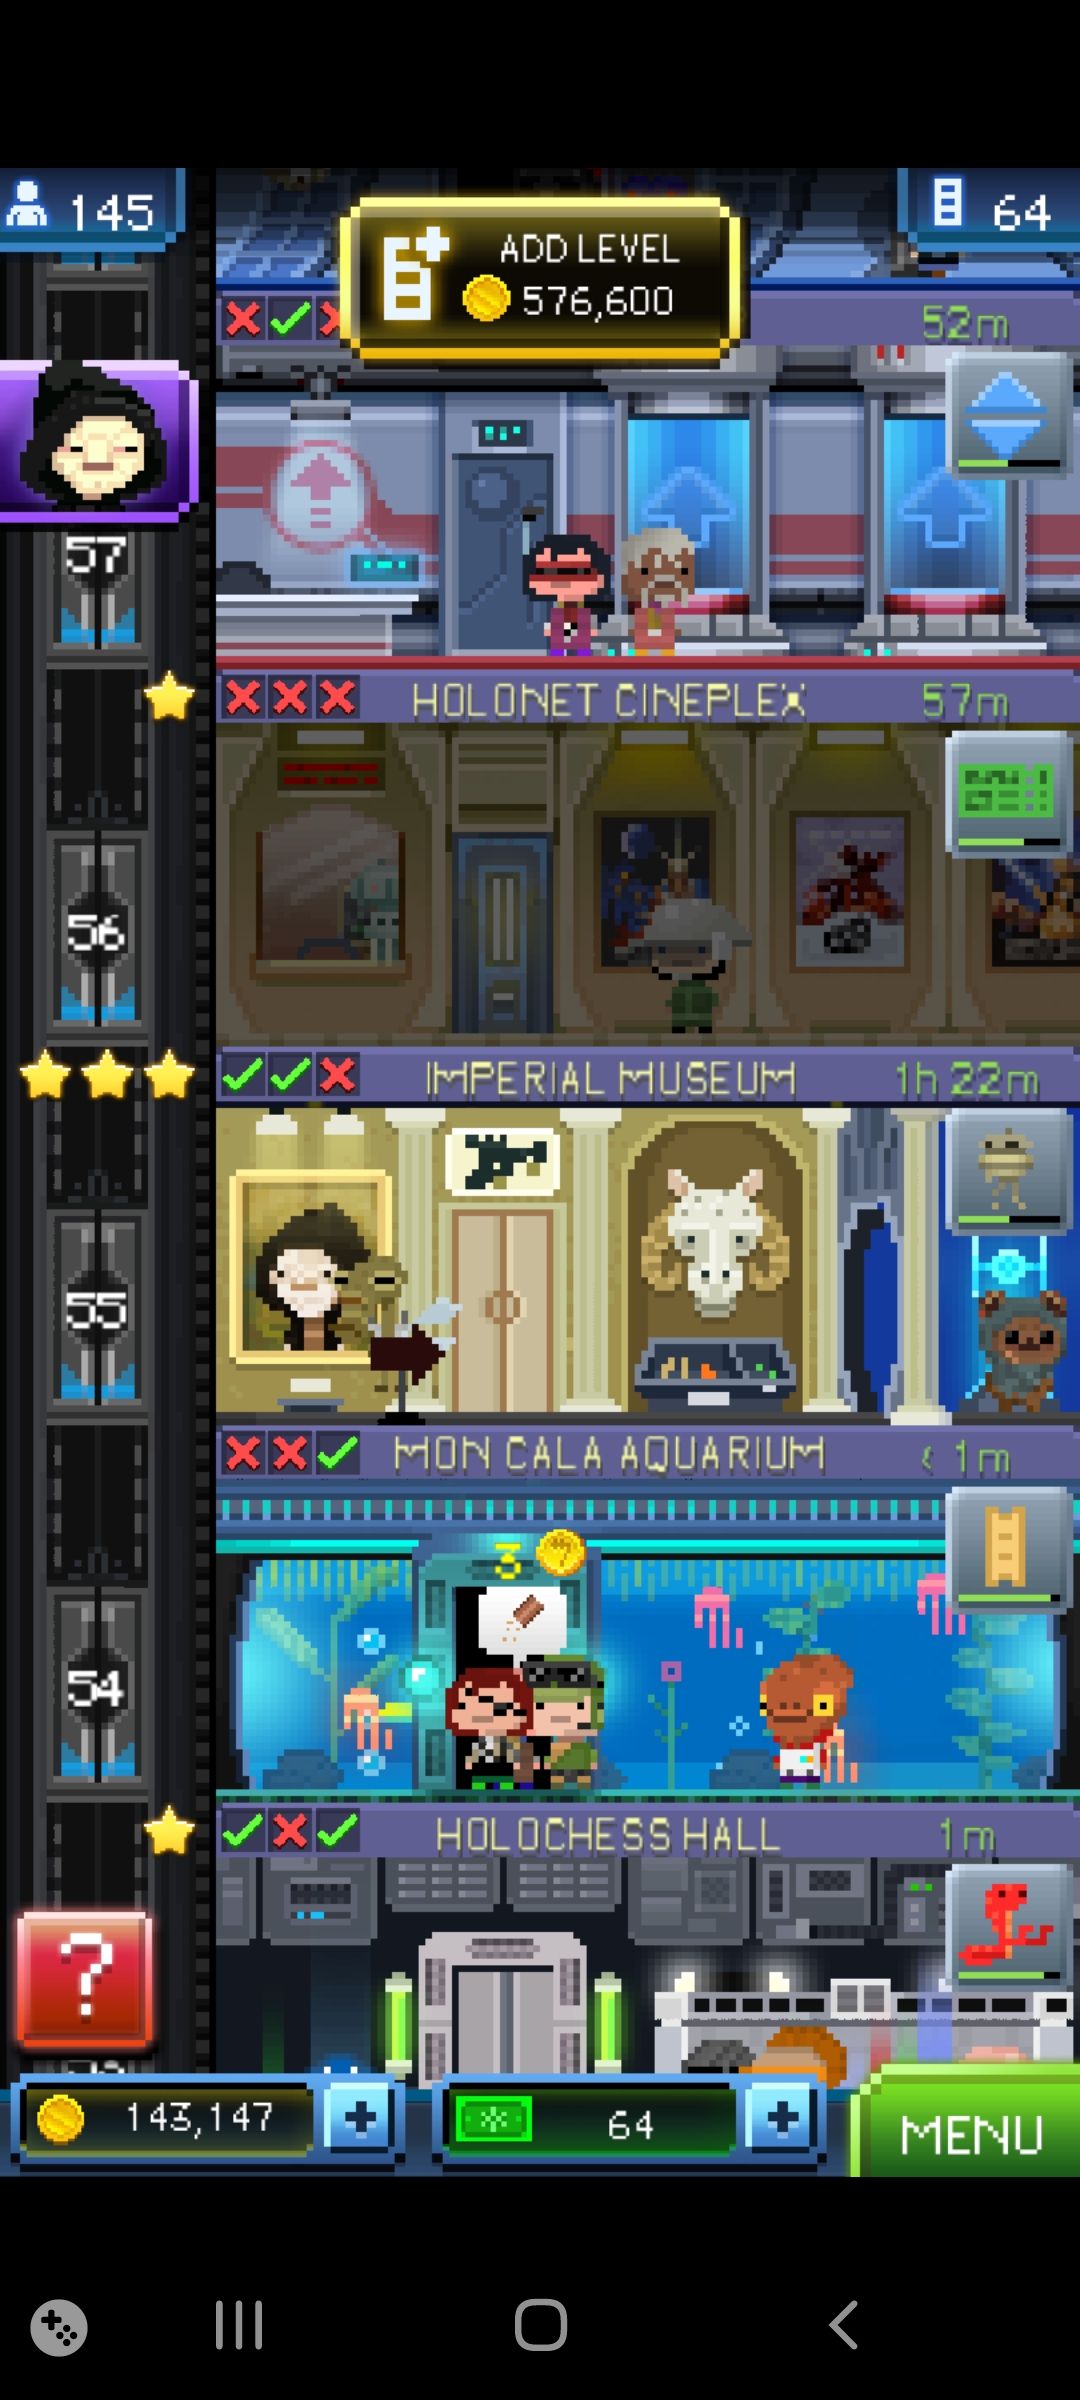 145
64
ADD LEVEL
576,600
52m
57
HOLONET CINEPLEX 57m
56
IMPERIAL MUSEUM 1h 22m
55
MON CALA AQUARIUM < 1m
3
54
HOLOCHESS HALL 1m
?
143,147 + 64 +
MENU